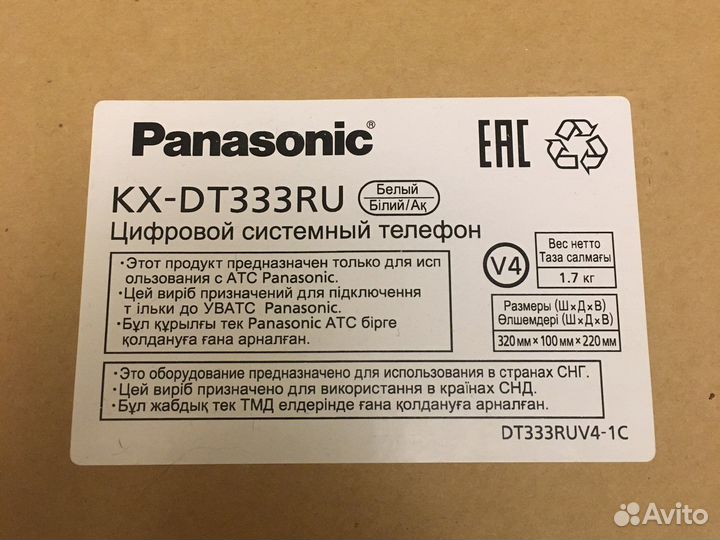 Panasonic®
EAC
KX-DT333RU
Белый
Білий/Ақ
Цифровой системный телефон
•Этот продукт предназначен только для исп
ользования с АТС Panasonic.
•Цей виріб призначений для підключення
т ільки до УВАТС Panasonic.
•Бұл құрылғы тек Panasonic АТС бірге
қолдануға ғана арналған.
V4
Вес нетто
Таза салмағы
1.7 кг
Размеры (Ш×Д×В)
Өлшемдері (Ш×Д×В)
320 мм × 100 мм × 220 мм
•Это оборудование предназначено для использования в странах СНГ.
•Цей виріб призначено для використання в країнах СНД.
•Бұл жабдық тек ТМД елдерінде ғана қолдануға арналған.
DT333RUV4-1C
Avito